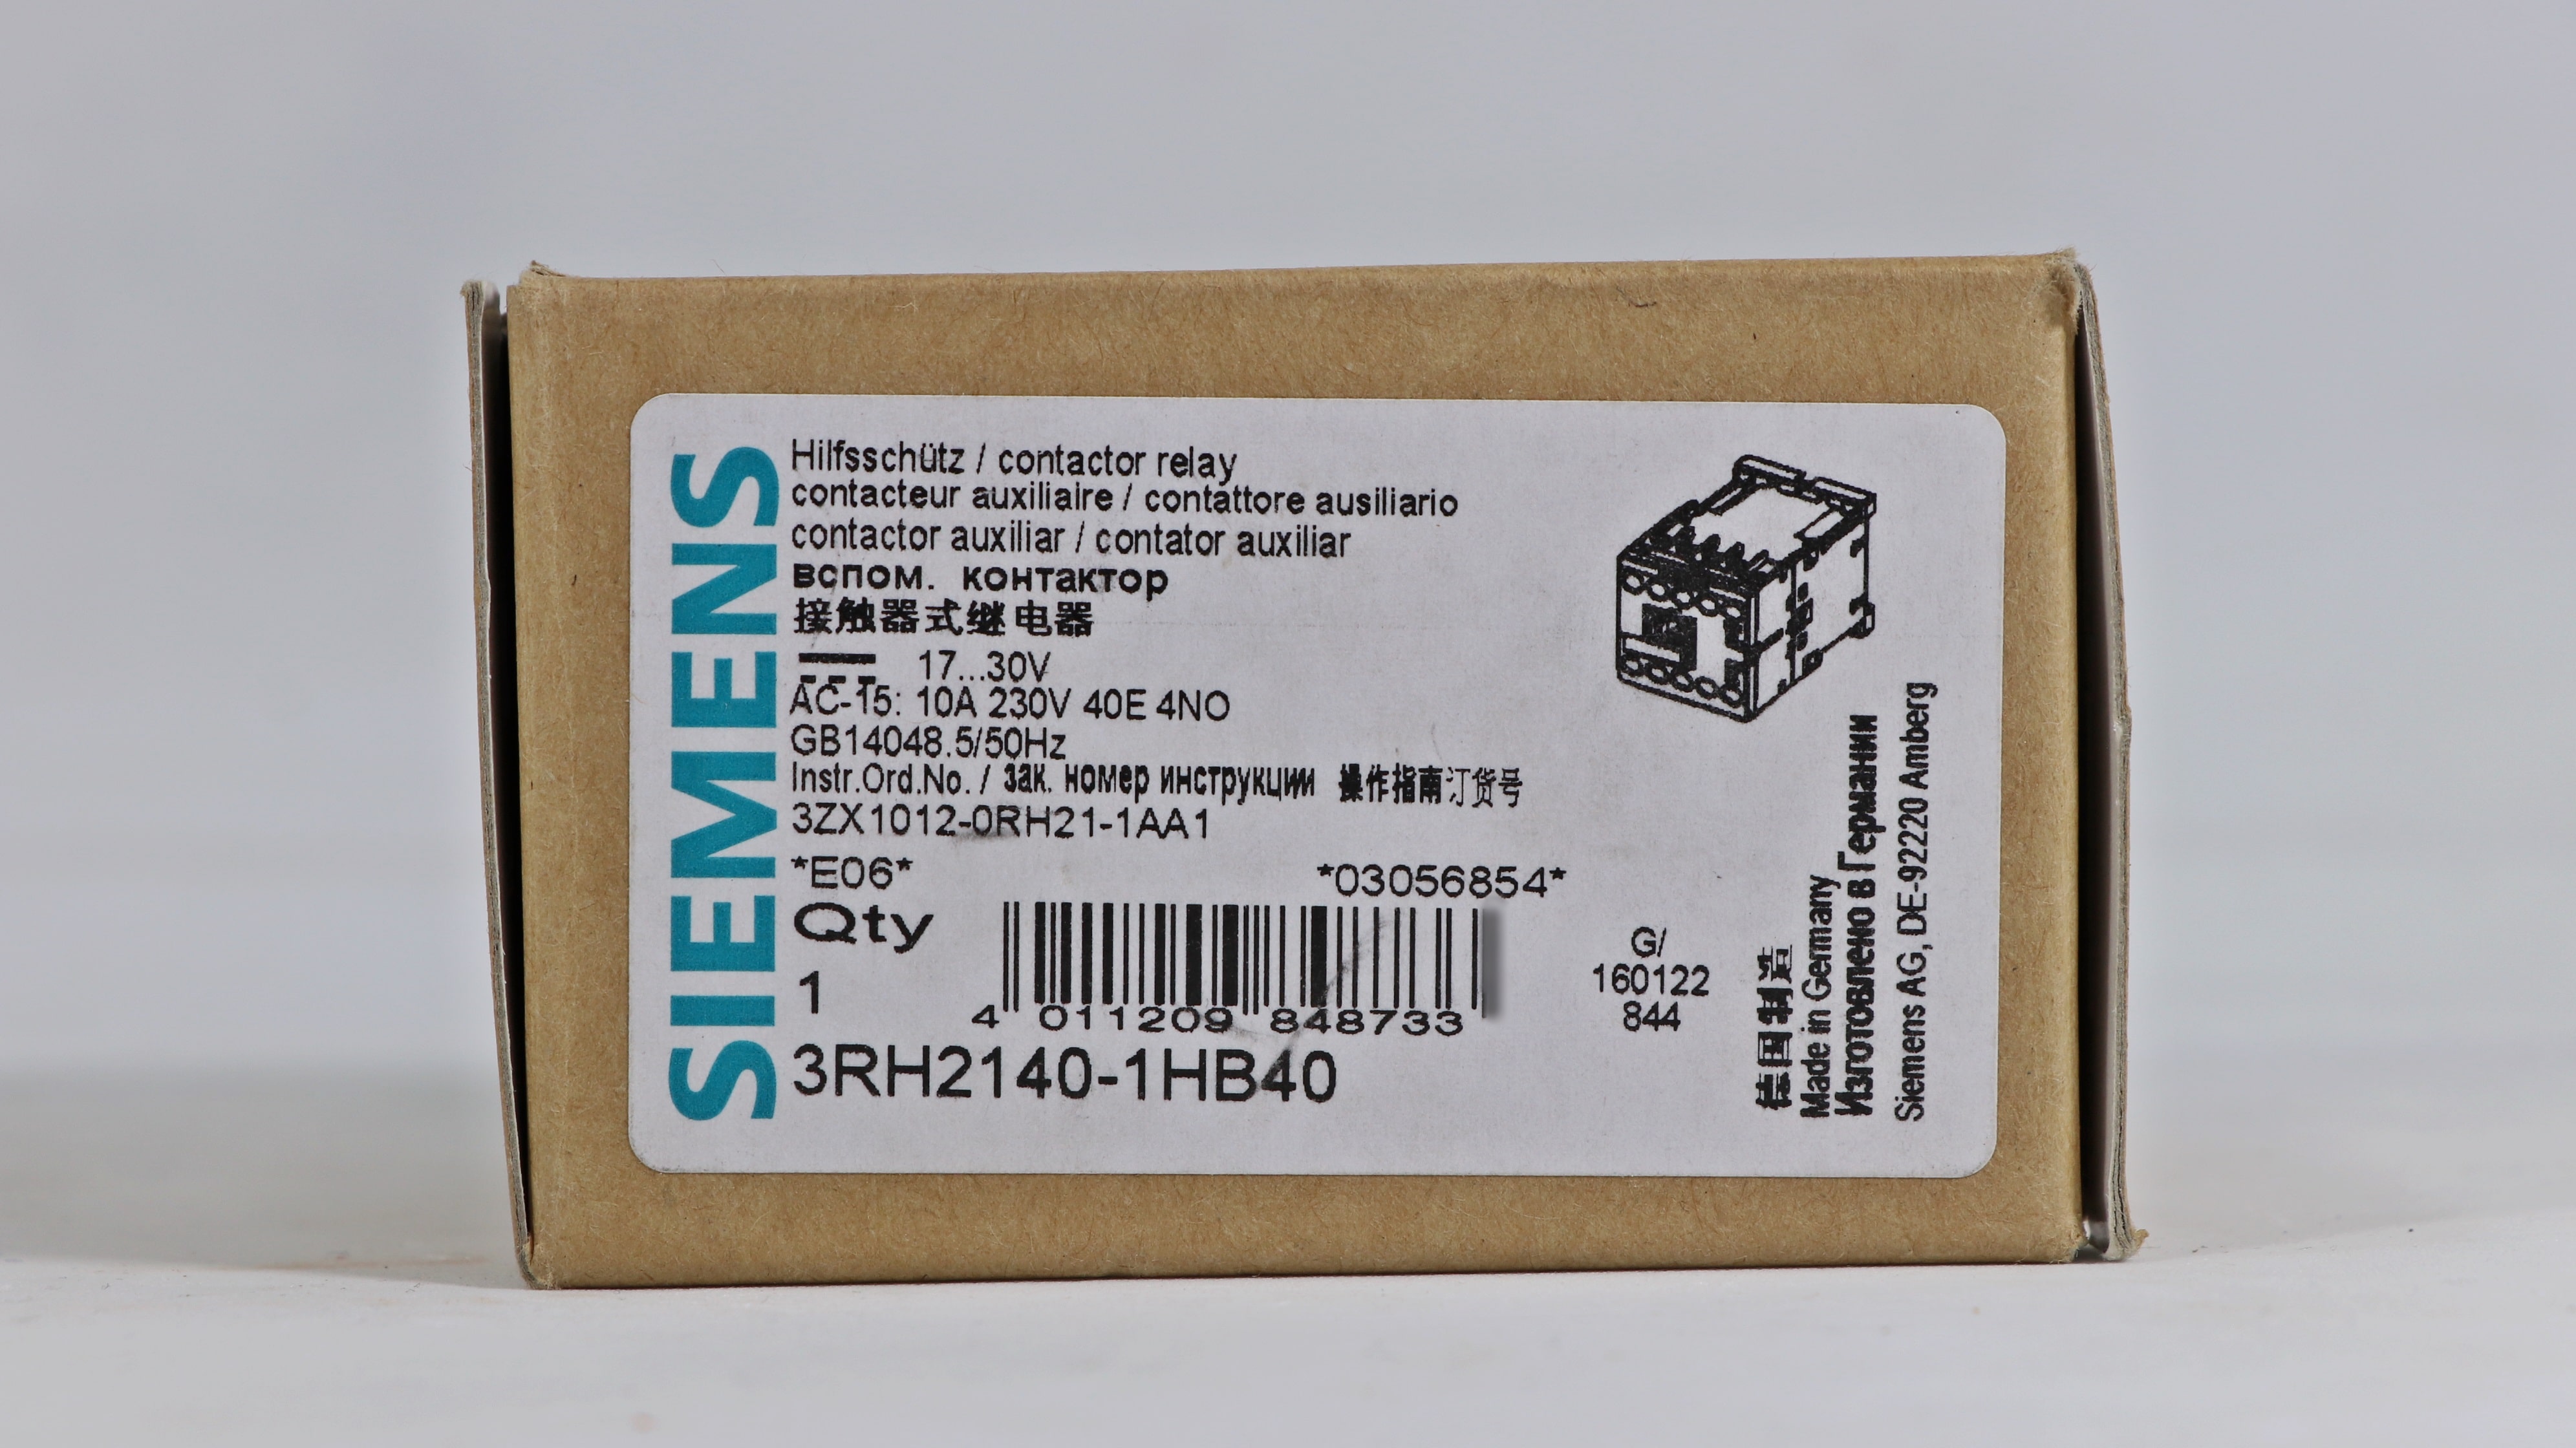 SIEMENS
Hilfsschütz / contactor relay
contacteur auxiliaire / contattore ausiliario
contactor auxiliar / contator auxiliar
вспом. контактор
接触器式继电器
17...30V
AC-15: 10A 230V 40E 4NO
GB14048.5/50Hz
Instr.Ord.No. / зак. номер инструкции 操作指南订货号
3ZX1012-0RH21-1AA1
*E06* *03056854*
Qty
1
4 011209 848733
3RH2140-1HB40
G/
160122
844
德国制造
Made in Germany
Изготовлено в Германии
Siemens AG, DE-92220 Amberg